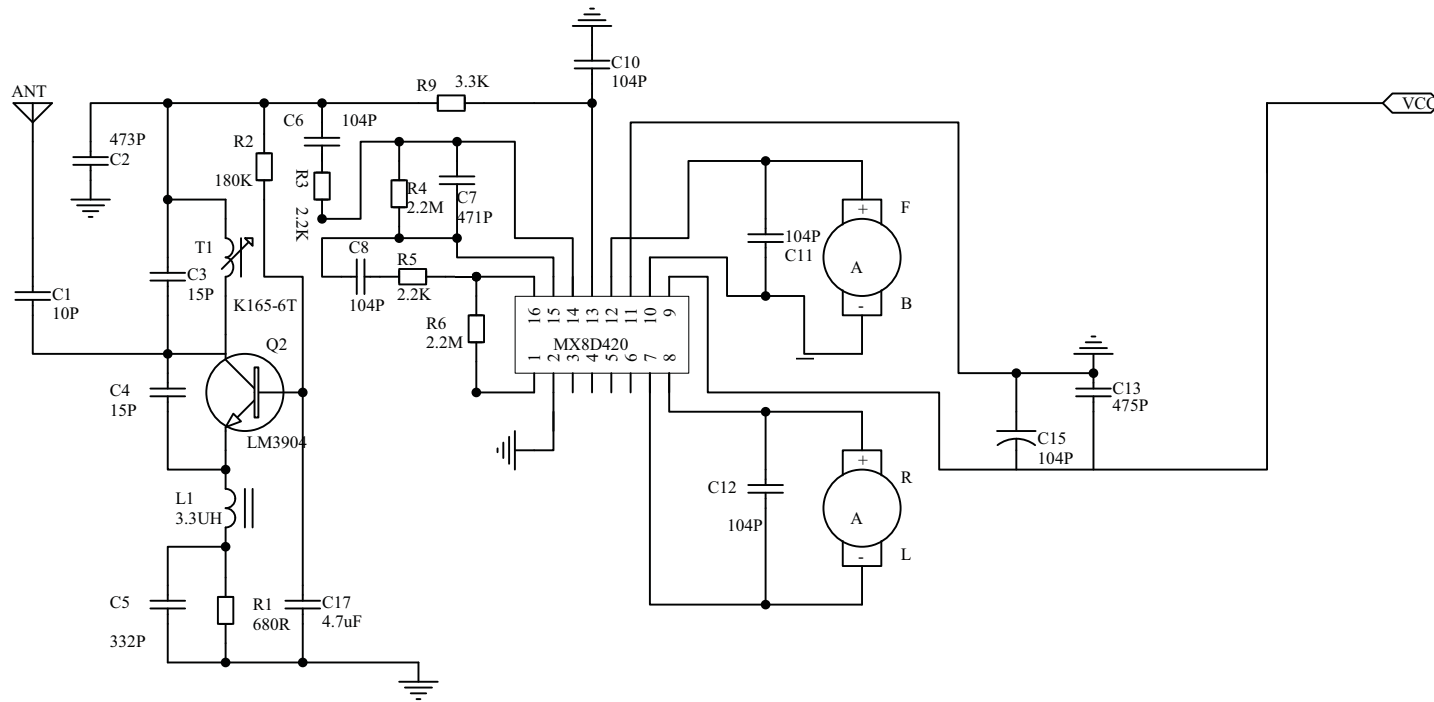 ANT
C1
10P
473P
C2
R2
180K
C6
104P
R9
3.3K
C10
104P
VCC
R3
2.2K
R4
2.2M
C7
471P
C8
104P
R5
2.2K
R6
2.2M
T1
K165-6T
C3
15P
C4
15P
Q2
LM3904
L1
3.3UH
C5
332P
R1
680R
C17
4.7uF
16
15
14
13
12
11
10
9
MX8D420
1
2
3
4
5
6
7
8
104P
C11
+
F
A
-
B
C12
104P
+
R
A
-
L
C13
475P
C15
104P